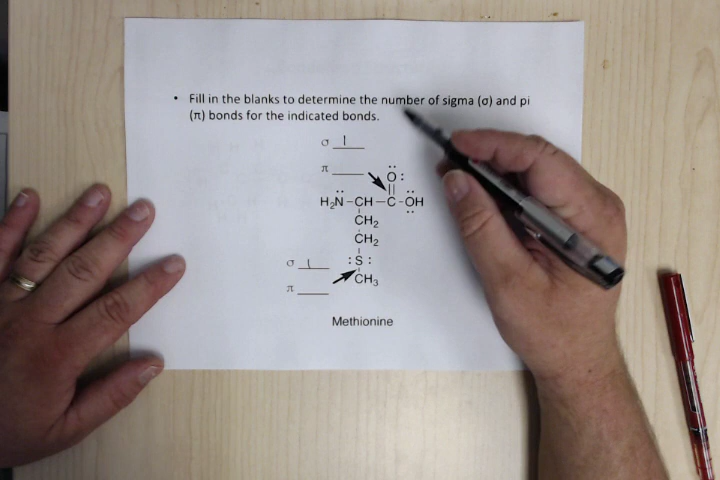 • Fill in the blanks to determine the number of sigma (σ) and pi
(π) bonds for the indicated bonds.
σ 1
π
O
H₂N-CH-C-OH
CH₂
CH₂
σ 1
:S:
π
CH₃
Methionine